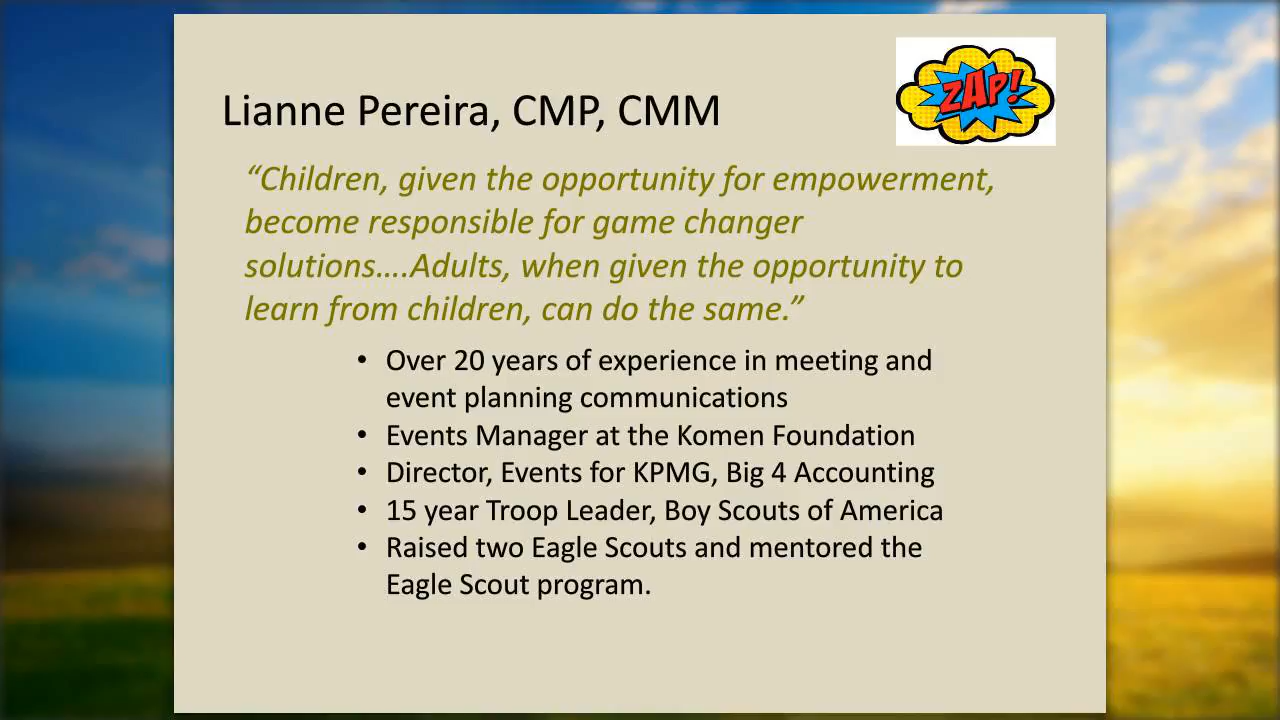 ZAP!
Lianne Pereira, CMP, CMM
“Children, given the opportunity for empowerment,
become responsible for game changer
solutions….Adults, when given the opportunity to
learn from children, can do the same.”
• Over 20 years of experience in meeting and
event planning communications
• Events Manager at the Komen Foundation
• Director, Events for KPMG, Big 4 Accounting
• 15 year Troop Leader, Boy Scouts of America
• Raised two Eagle Scouts and mentored the
Eagle Scout program.